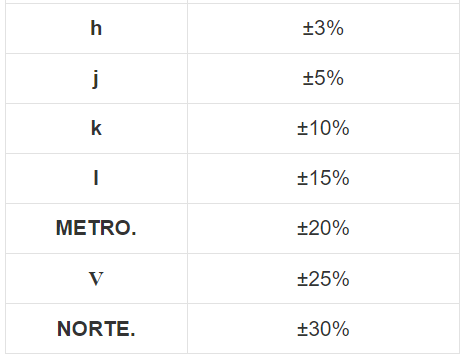 h ±3%
j ±5%
k ±10%
l ±15%
METRO. ±20%
V ±25%
NORTE. ±30%